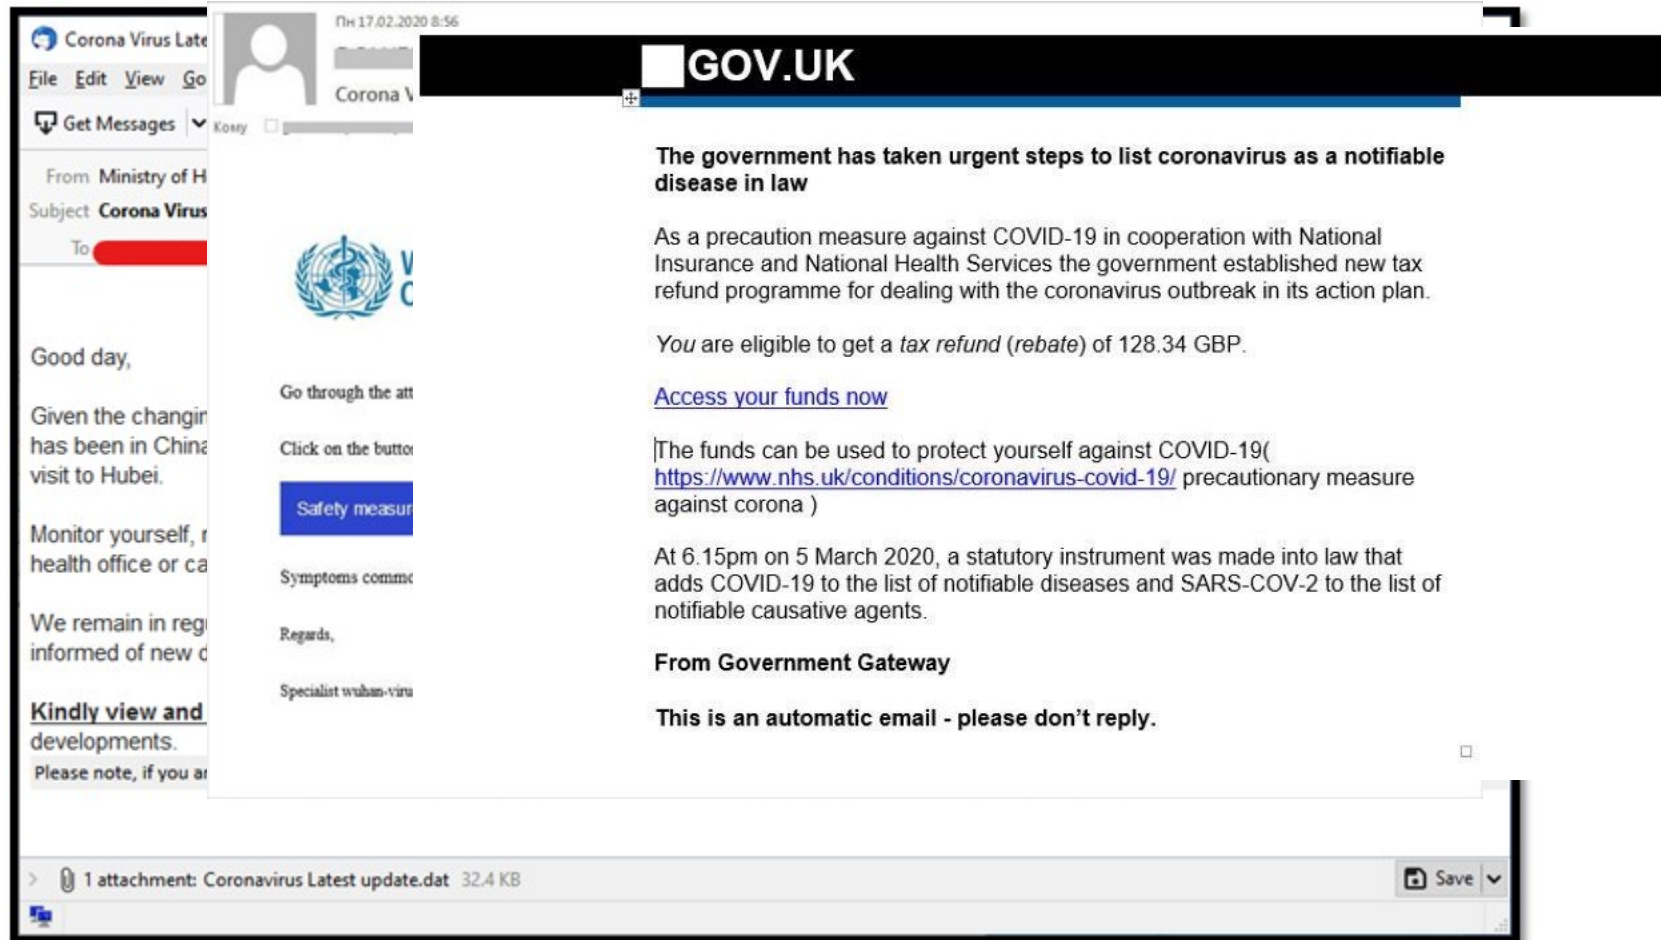 Corona Virus Late
File Edit View Go
Get Messages
From Ministry of H
Subject Corona Virus
To
Good day,
Given the changin
has been in China
visit to Hubei.
Monitor yourself, r
health office or ca
We remain in reg
informed of new d
Kindly view and
developments.
Please note, if you ar
1 attachment: Coronavirus Latest update.dat 32.4 KB
Save
Пн 17.02.2020 8:56
Corona V
Кому
W
O
Go through the att
Click on the butto
Safety measur
Symptoms commo
Regards,
Specialist wuhan-viru
GOV.UK
The government has taken urgent steps to list coronavirus as a notifiable
disease in law
As a precaution measure against COVID-19 in cooperation with National
Insurance and National Health Services the government established new tax
refund programme for dealing with the coronavirus outbreak in its action plan.
You are eligible to get a tax refund (rebate) of 128.34 GBP.
Access your funds now
The funds can be used to protect yourself against COVID-19(
https://www.nhs.uk/conditions/coronavirus-covid-19/ precautionary measure
against corona )
At 6.15pm on 5 March 2020, a statutory instrument was made into law that
adds COVID-19 to the list of notifiable diseases and SARS-COV-2 to the list of
notifiable causative agents.
From Government Gateway
This is an automatic email - please don’t reply.